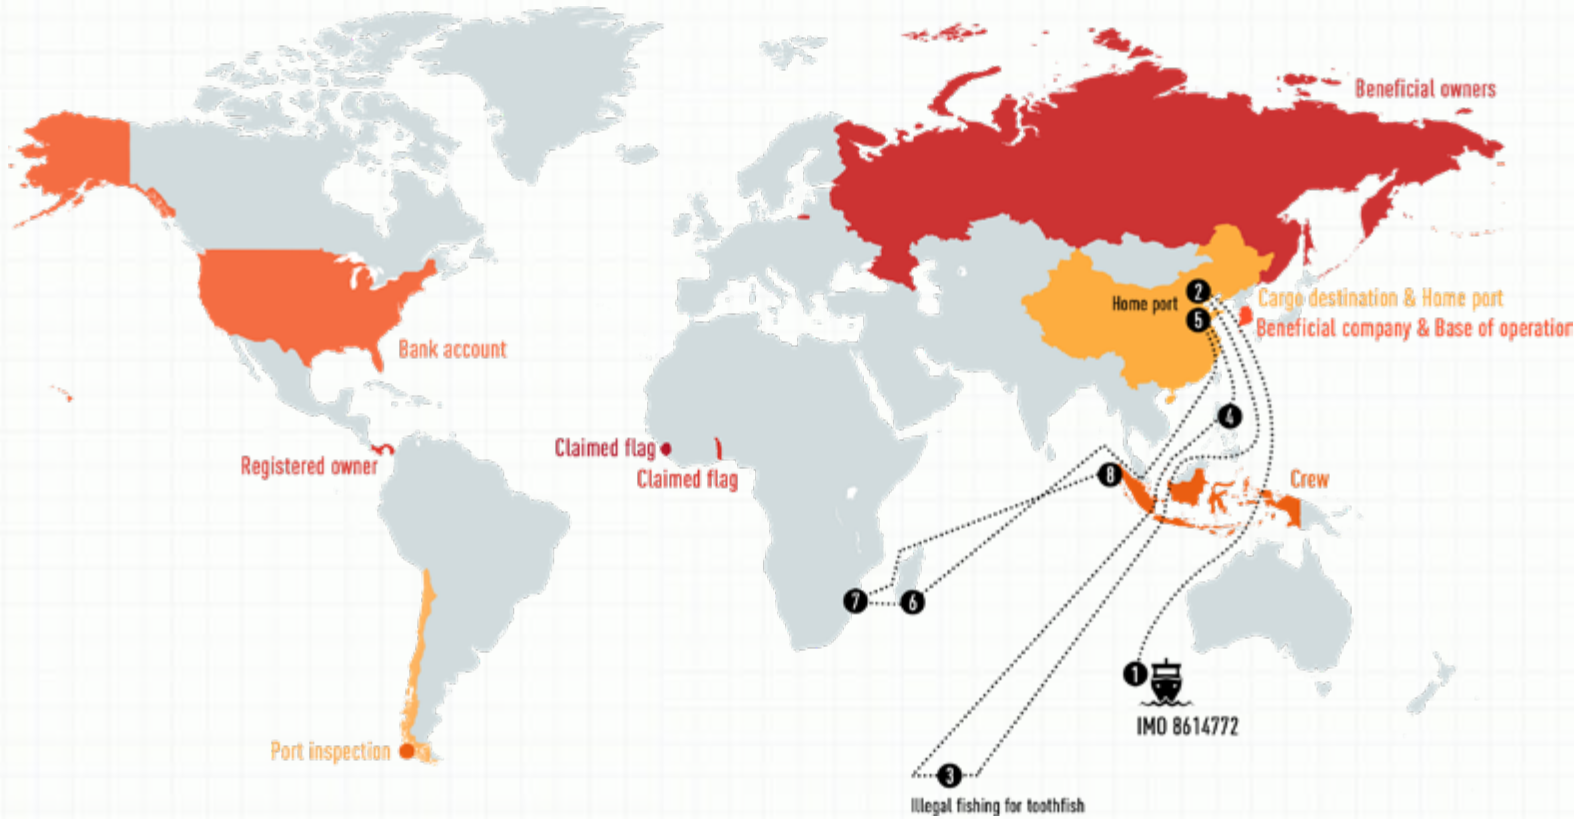 Beneficial owners
2
Home port
Cargo destination & Home port
5
Beneficial company & Base of operation
Bank account
4
Claimed flag
Registered owner
Claimed flag
8
Crew
7
6
1
IMO 8614772
Port inspection
3
Illegal fishing for toothfish